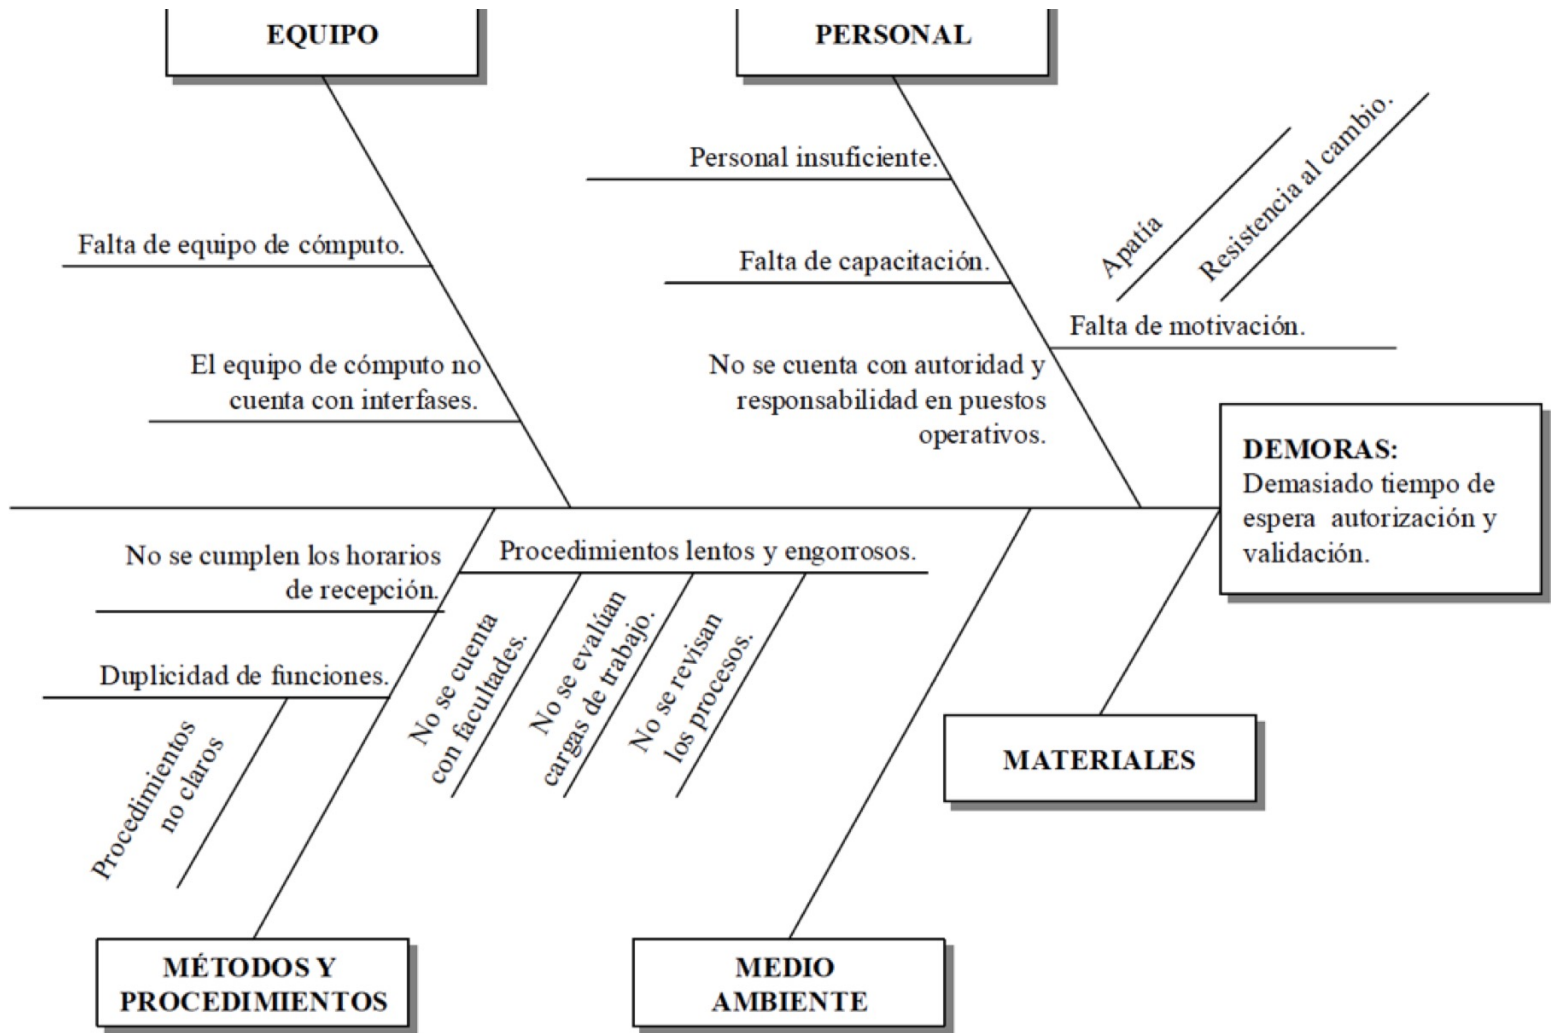 EQUIPO
PERSONAL
Personal insuficiente.
Apatía
Resistencia al cambio.
Falta de equipo de cómputo.
Falta de capacitación.
Falta de motivación.
El equipo de cómputo no
cuenta con interfases.
No se cuenta con autoridad y
responsabilidad en puestos
operativos.
DEMORAS:
Demasiado tiempo de
espera autorización y
validación.
No se cumplen los horarios
de recepción.
Procedimientos lentos y engorrosos.
No se cuenta
con facultades.
No se evalúan
cargas de trabajo.
No se revisan
los procesos.
Duplicidad de funciones.
Procedimientos
no claros
MATERIALES
MÉTODOS Y
PROCEDIMIENTOS
MEDIO
AMBIENTE